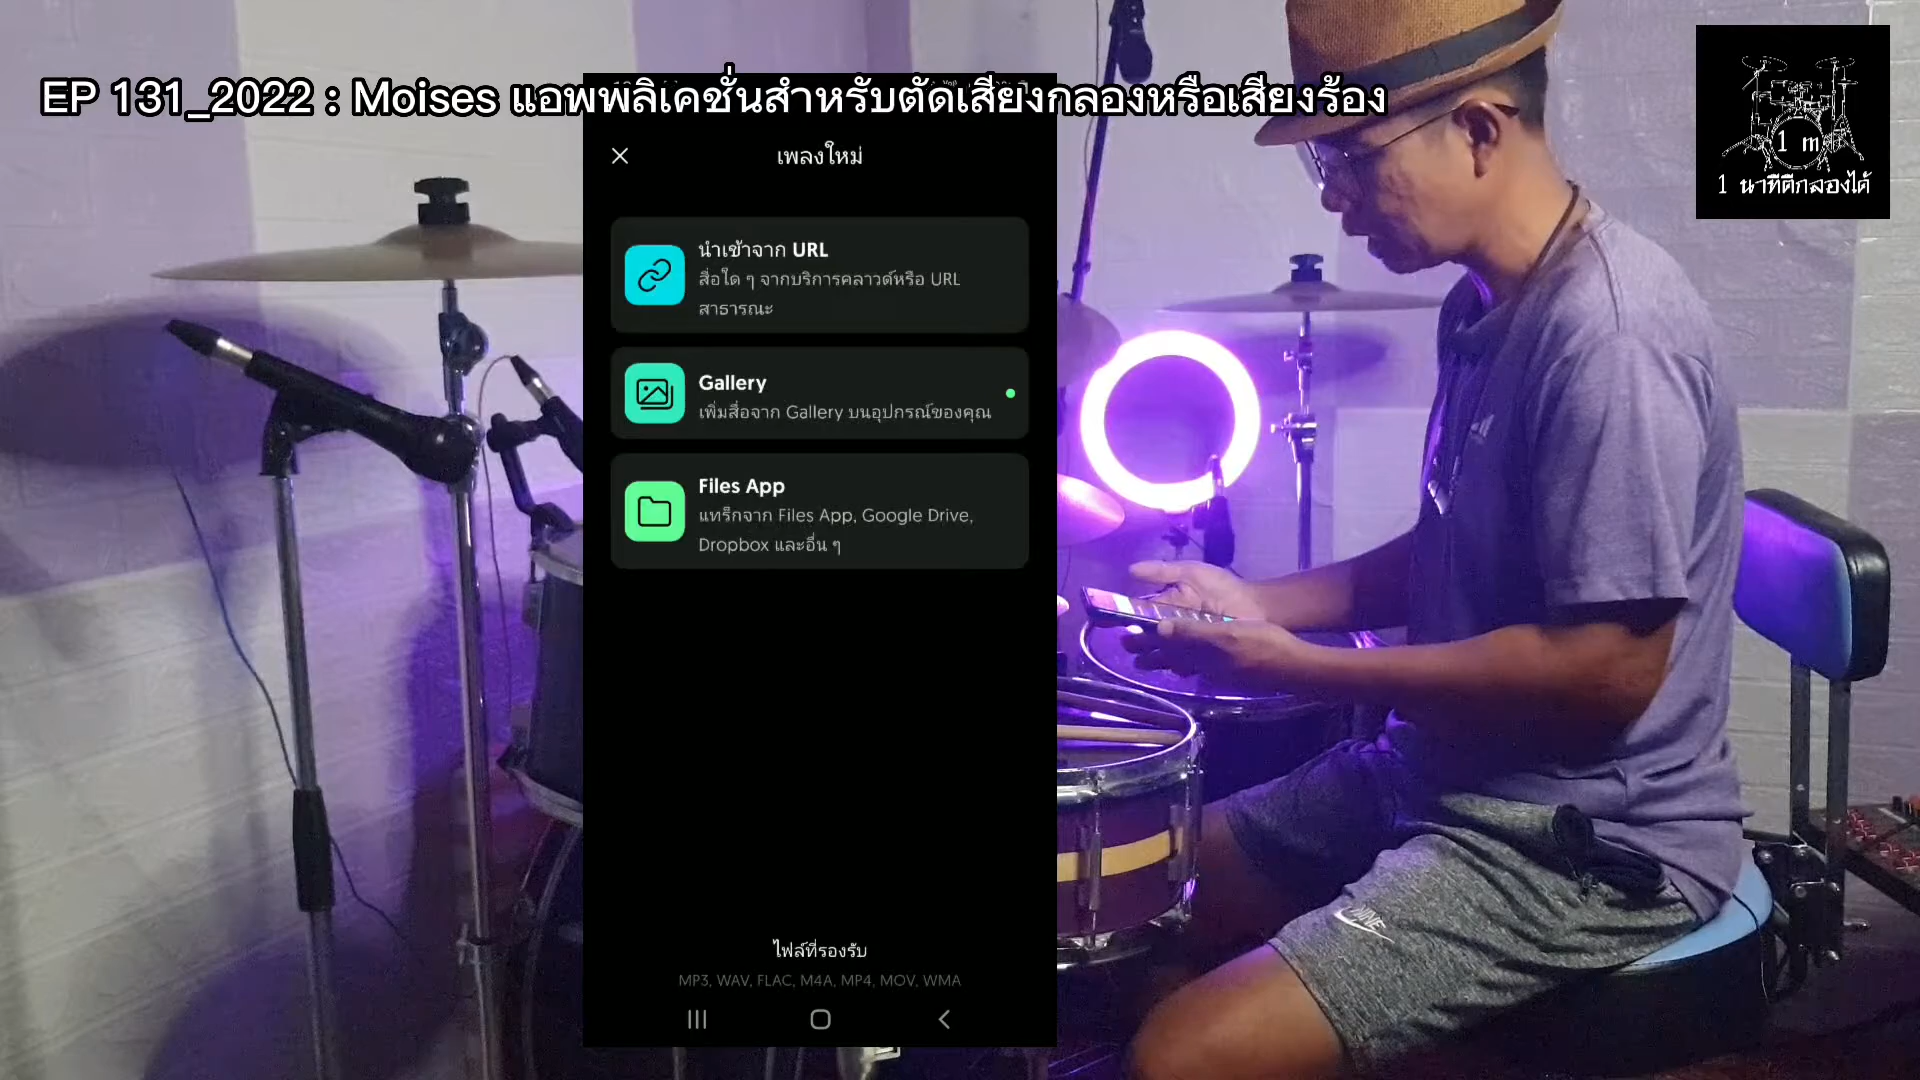 EP 131_2022 : Moises แอพพลิเคชั่นสำหรับตัดเสียงกลองหรือเสียงร้อง
1 m
1 นาทีตีกลองได้
เพลงใหม่
นำเข้าจาก URL
สื่อใด ๆ จากบริการคลาวด์หรือ URL
สาธารณะ
Gallery
เพิ่มสื่อจาก Gallery บนอุปกรณ์ของคุณ
Files App
แทร็กจาก Files App, Google Drive,
Dropbox และอื่น ๆ
ไฟล์ที่รองรับ
MP3, WAV, FLAC, M4A, MP4, MOV, WMA
NIKE